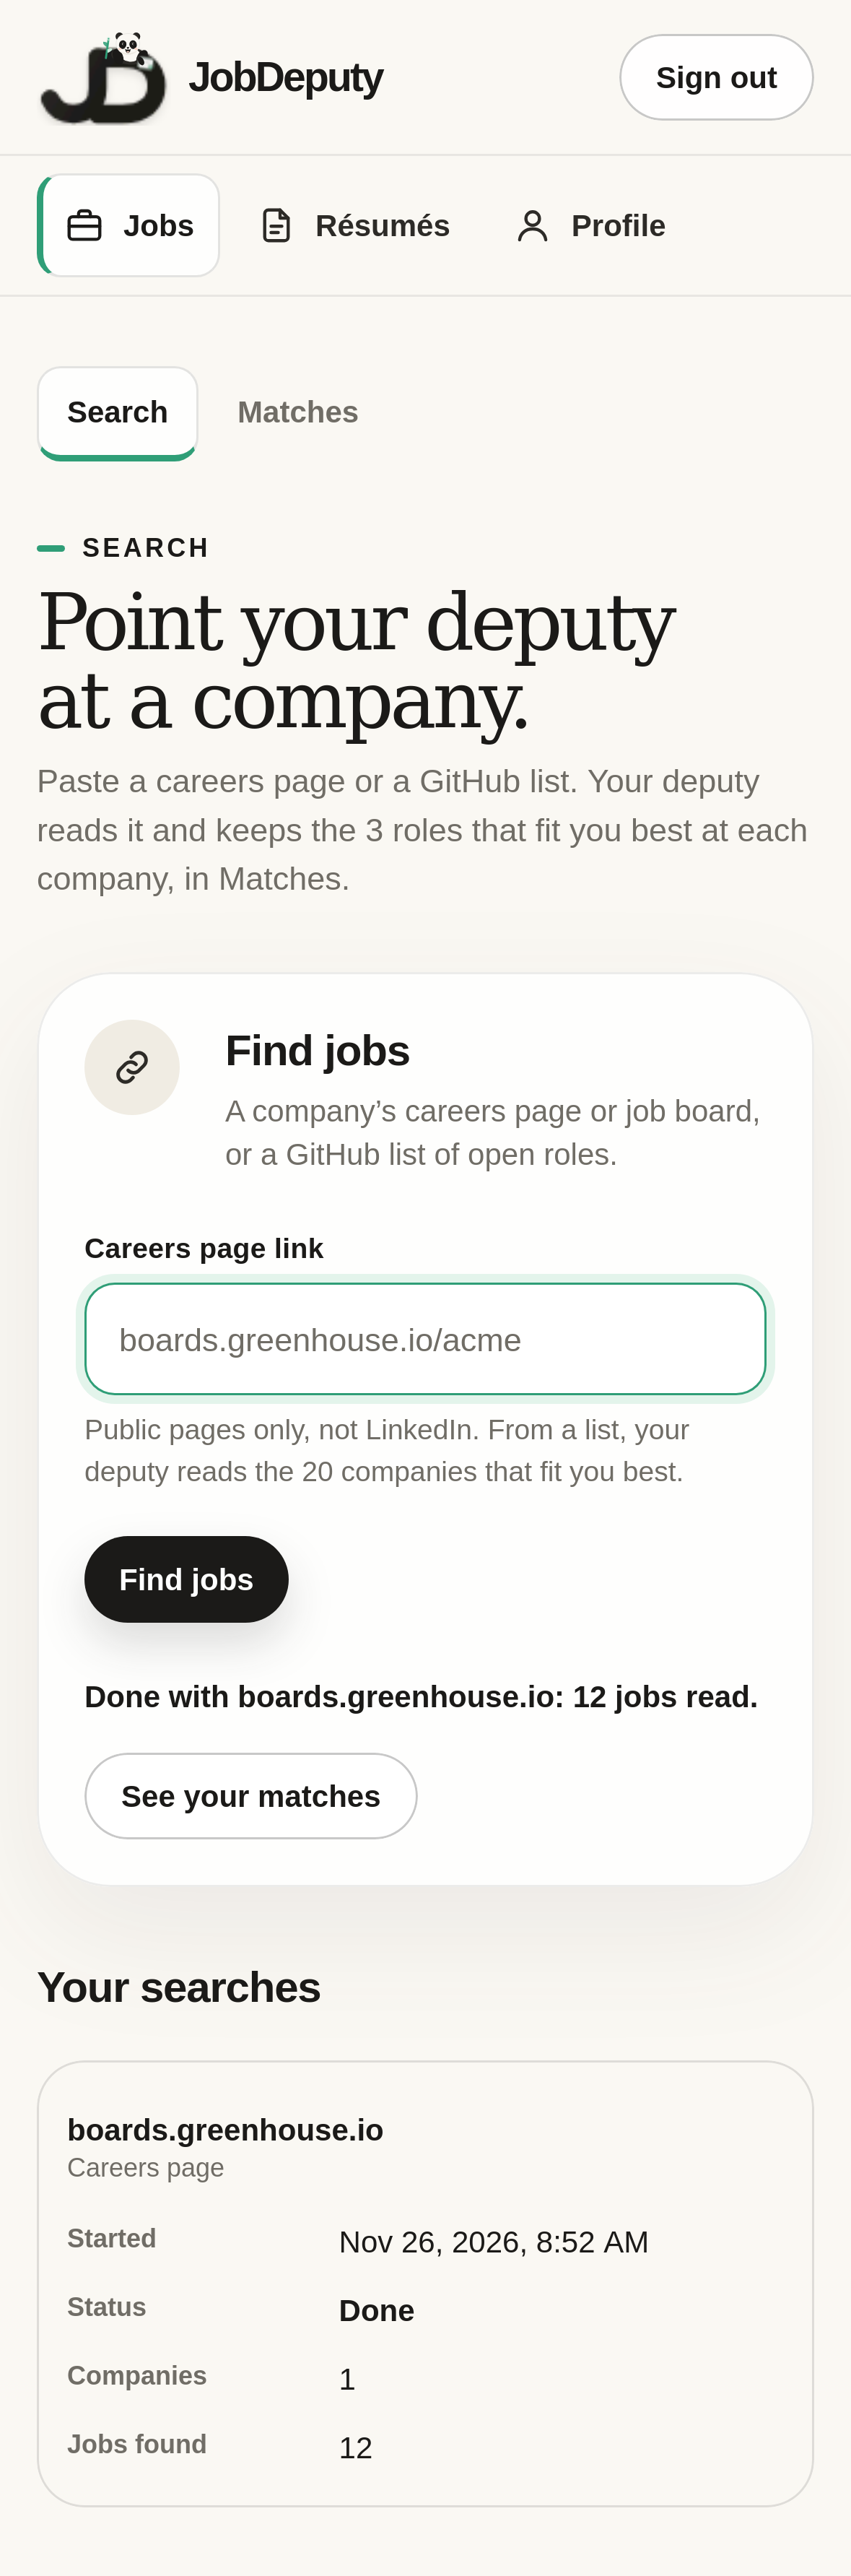 JobDeputy
Sign out
Jobs
Résumés
Profile
Search
Matches
SEARCH
Point your deputy
at a company.
Paste a careers page or a GitHub list. Your deputy
reads it and keeps the 3 roles that fit you best at each
company, in Matches.
Find jobs
A company’s careers page or job board,
or a GitHub list of open roles.
Careers page link
boards.greenhouse.io/acme
Public pages only, not LinkedIn. From a list, your
deputy reads the 20 companies that fit you best.
Find jobs
Done with boards.greenhouse.io: 12 jobs read.
See your matches
Your searches
boards.greenhouse.io
Careers page
Started Nov 26, 2026, 8:52 AM
Status Done
Companies 1
Jobs found 12